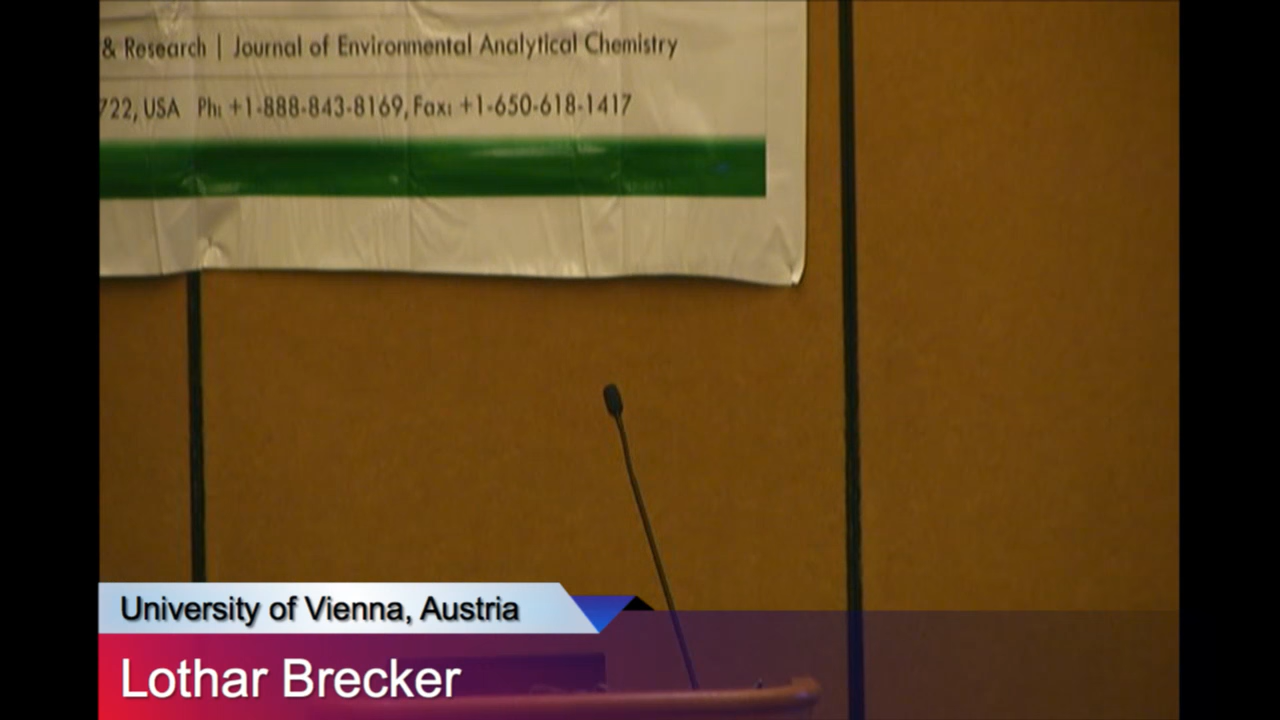 & Research | Journal of Environmental Analytical Chemistry
722, USA Ph: +1-888-843-8169, Fax: +1-650-618-1417
University of Vienna, Austria
Lothar Brecker